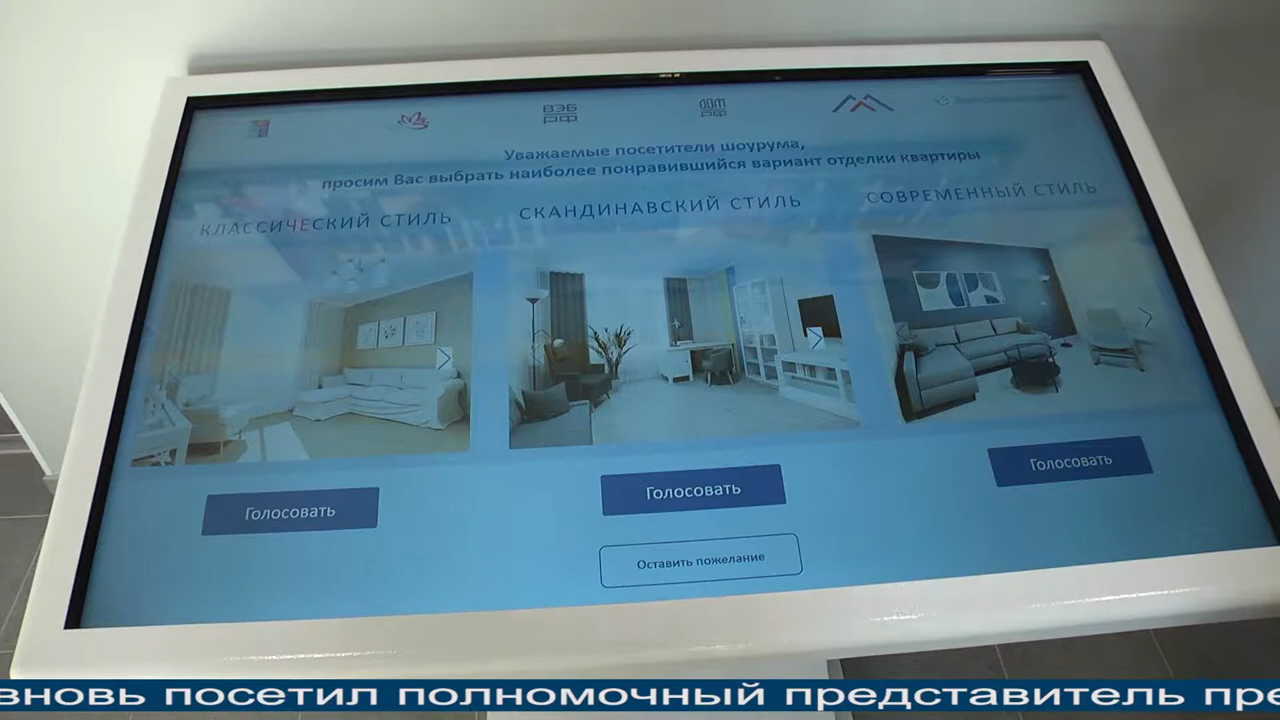 ВЭБ
РФ
ДОМ
РФ
Уважаемые посетители шоурума,
просим Вас выбрать наиболее понравившийся вариант отделки квартиры
КЛАССИЧЕСКИЙ СТИЛЬ
СКАНДИНАВСКИЙ СТИЛЬ
СОВРЕМЕННЫЙ СТИЛЬ
Голосовать
Голосовать
Голосовать
Оставить пожелание
вновь посетил полномочный представитель пре